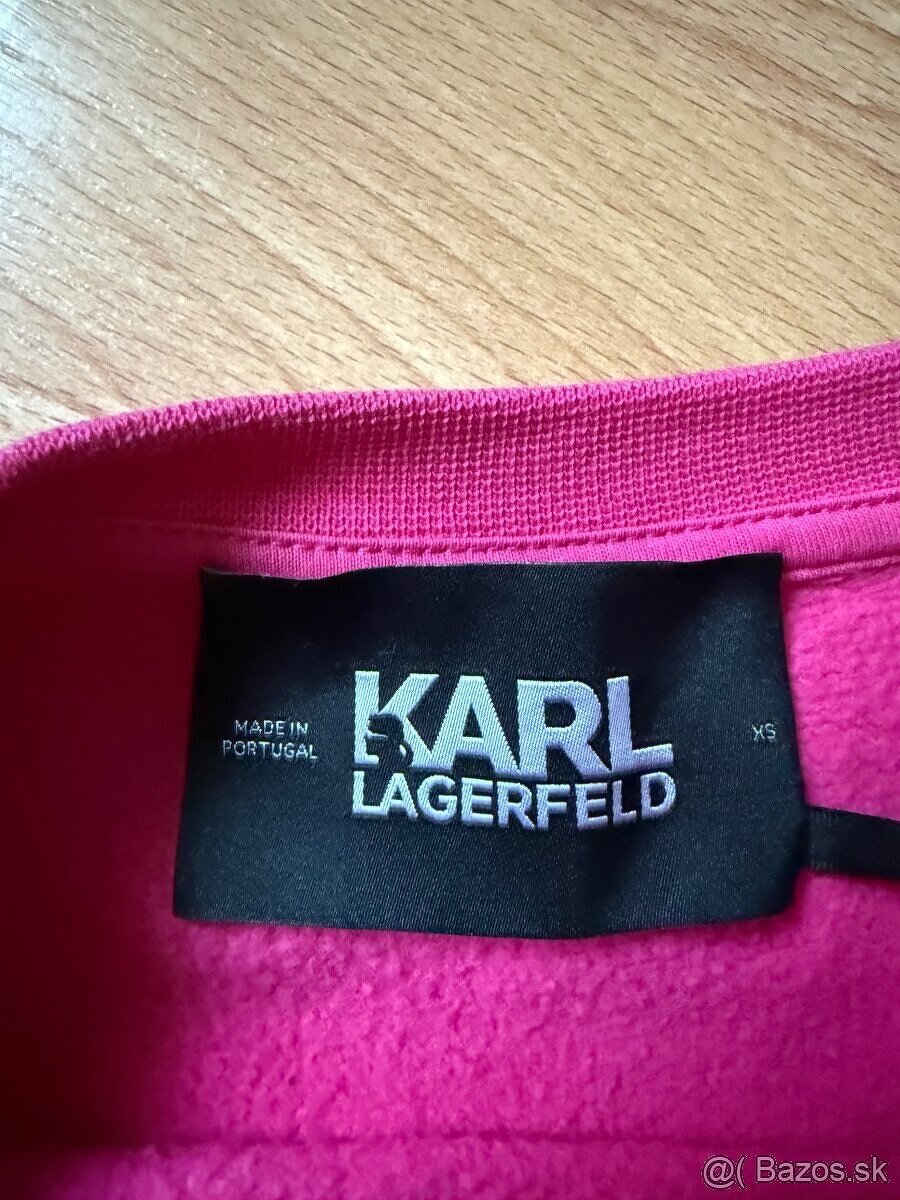 MADE IN
PORTUGAL
KARL
LAGERFELD
XS
@( Bazos.sk